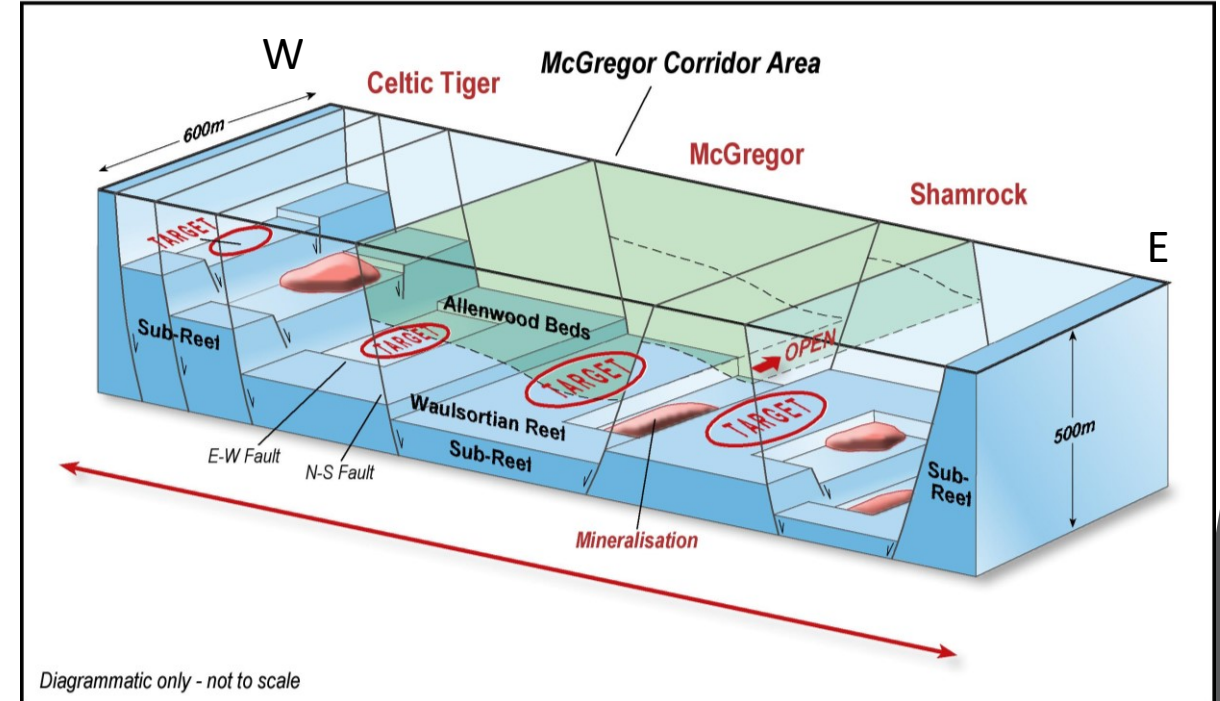 W
McGregor Corridor Area
Celtic Tiger
600m
McGregor
Shamrock
E
TARGET
Allenwood Beds
Sub-Reef
TARGET
OPEN
TARGET
TARGET
Waulsortian Reef
500m
E-W Fault
Sub-Reef
N-S Fault
Sub-
Reef
Mineralisation
Diagrammatic only - not to scale